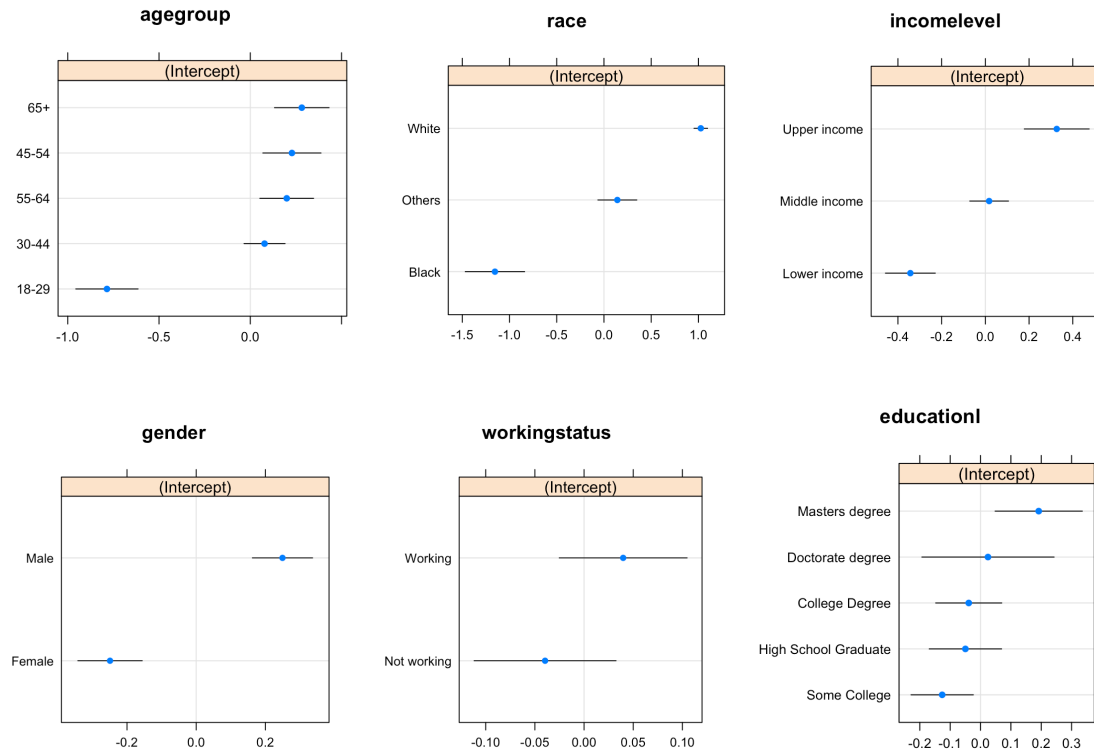 agegroup
(Intercept)
65+
45-54
55-64
30-44
18-29
-1.0 -0.5 0.0
race
(Intercept)
White
Others
Black
-1.5 -1.0 -0.5 0.0 0.5 1.0
incomelevel
(Intercept)
Upper income
Middle income
Lower income
-0.4 -0.2 0.0 0.2 0.4
gender
(Intercept)
Male
Female
-0.2 0.0 0.2
workingstatus
(Intercept)
Working
Not working
-0.10 -0.05 0.00 0.05 0.10
educationl
(Intercept)
Masters degree
Doctorate degree
College Degree
High School Graduate
Some College
-0.2 -0.1 0.0 0.1 0.2 0.3